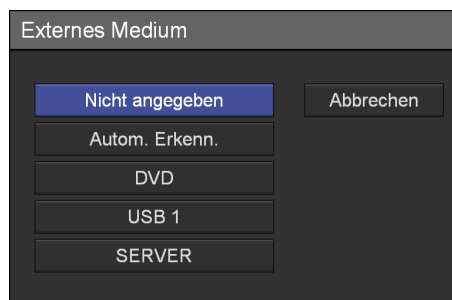 Externes Medium
Nicht angegeben
Abbrechen
Autom. Erkenn.
DVD
USB 1
SERVER